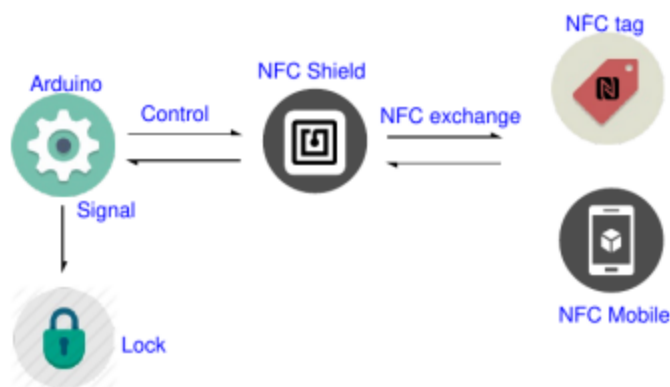 NFC tag
NFC Shield
Arduino
Control
NFC exchange
Signal
NFC Mobile
Lock